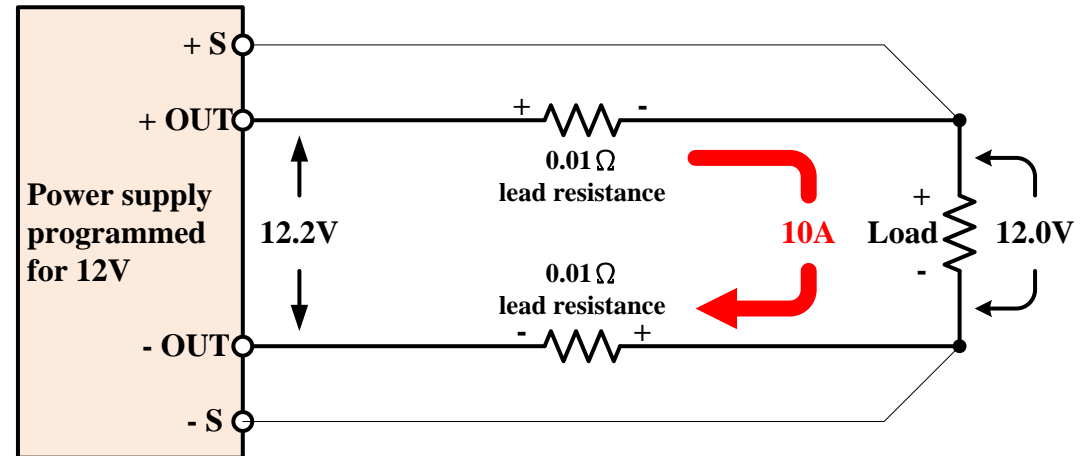 + S
+ OUT
+ -
0.01Ω
lead resistance
Power supply
programmed
for 12V
12.2V
10A
+
Load
-
12.0V
0.01Ω
lead resistance
- +
- OUT
- S